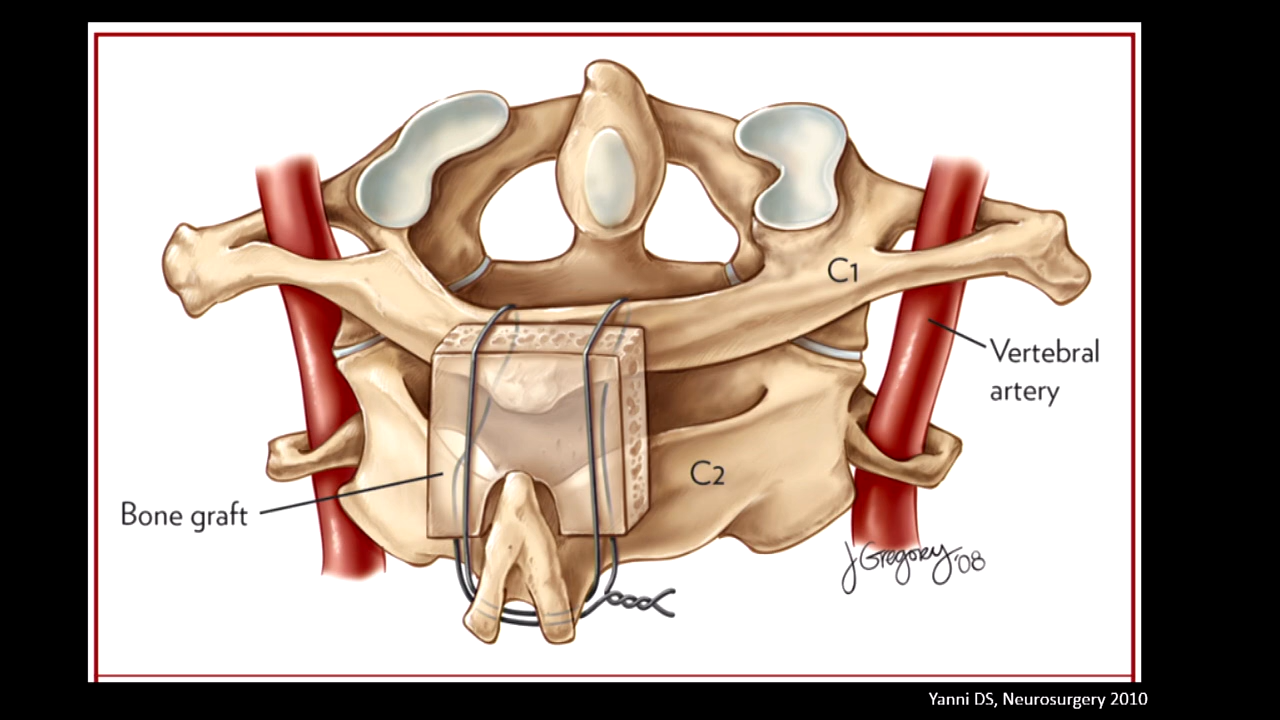 C1
Vertebral
artery
C2
Bone graft
J Gregory '08
Yanni DS, Neurosurgery 2010